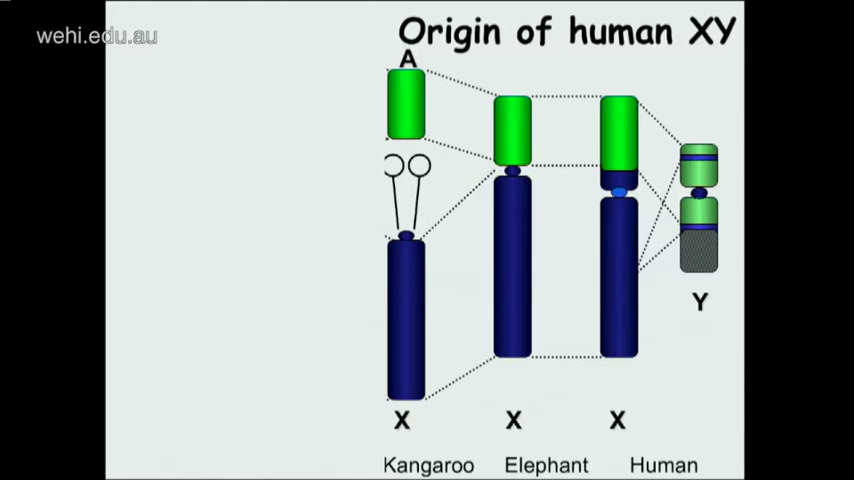 wehi.edu.au
Origin of human XY
A
Y
X X X
Kangaroo Elephant Human